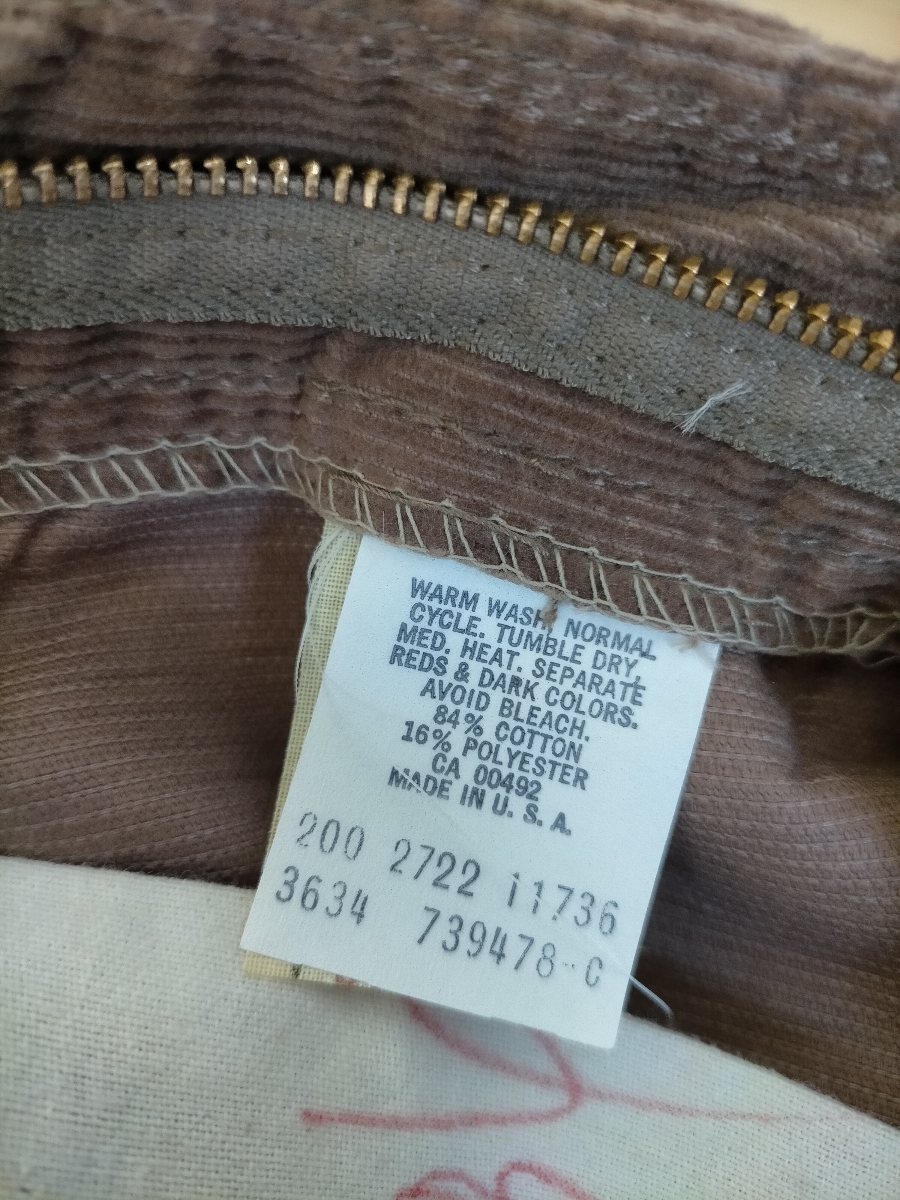 WARM WASH, NORMAL
CYCLE. TUMBLE DRY,
MED. HEAT. SEPARATE
REDS & DARK COLORS.
AVOID BLEACH.
84% COTTON
16% POLYESTER
CA 00492
MADE IN U. S. A.
200 2722 11736
3634 739478-C